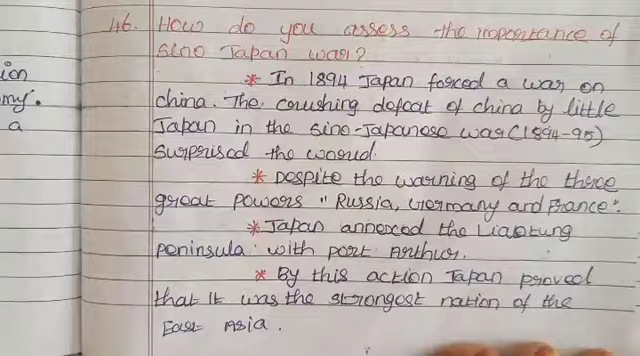 46. How do you assess the importance of
Sino Japan war?
* In 1894 Japan forced a war on
china. The crushing defeat of china by little
Japan in the sino-Japanese war (1894-95)
surprised the world.
* Despite the warning of the three
great powers "Russia, Germany and France".
* Japan annexed the Liaotung
peninsula with port Arthur.
* By this action Japan proved
that it was the strongest nation of the
East Asia.
ion
my.
a